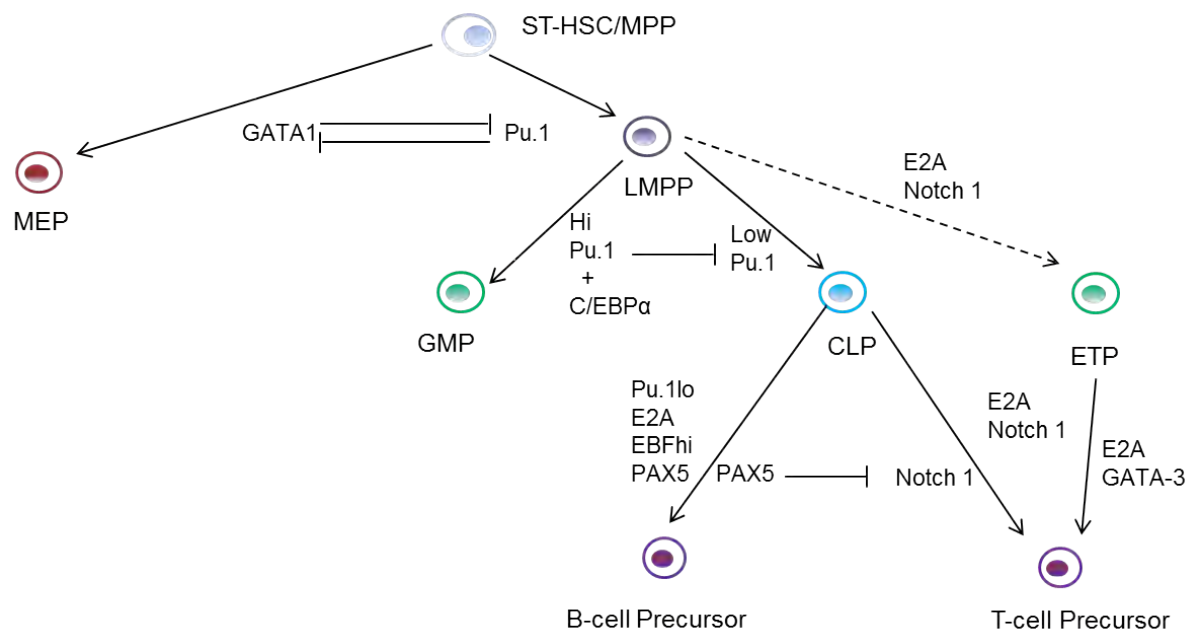 ST-HSC/MPP
GATA1
Pu.1
MEP
LMPP
E2A
Notch 1
Hi
Pu.1
+
C/EBPα
Low
Pu.1
GMP
CLP
ETP
Pu.1lo
E2A
EBFhi
PAX5
PAX5
Notch 1
E2A
Notch 1
E2A
GATA-3
B-cell Precursor
T-cell Precursor